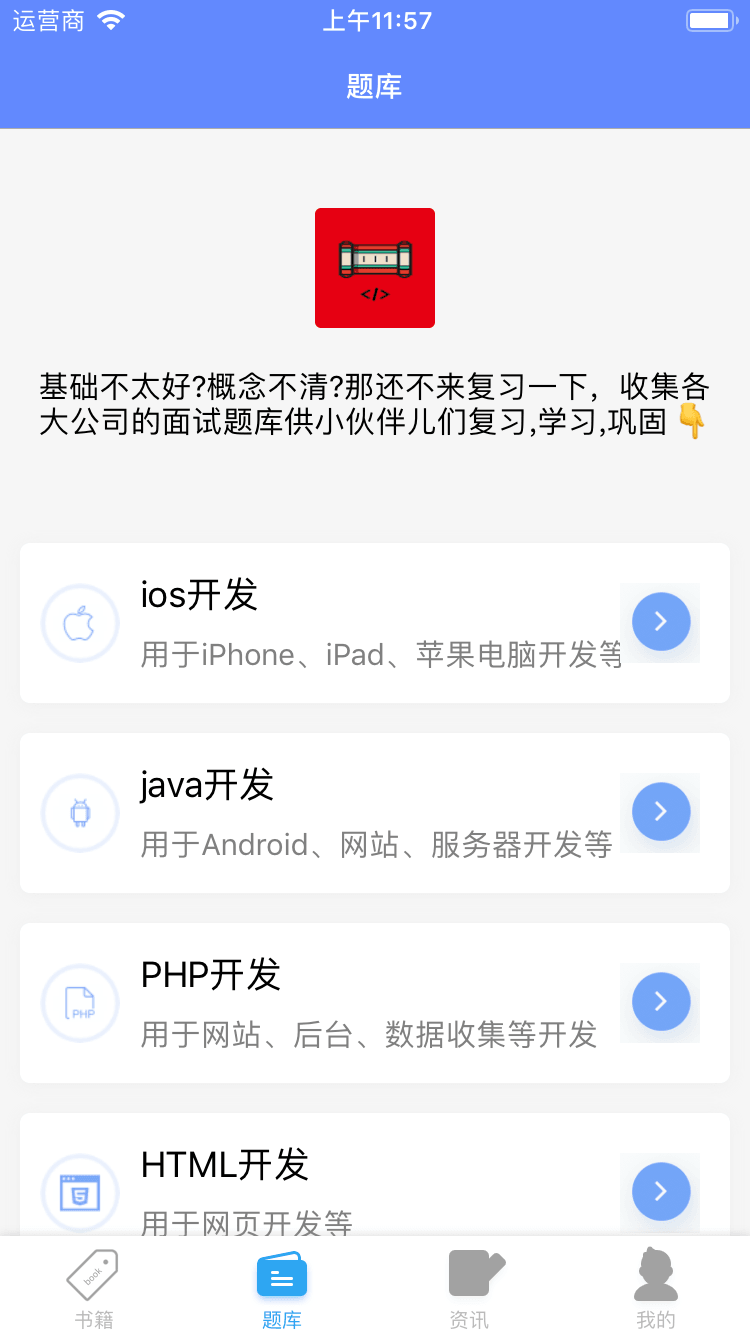 运营商
上午11:57
题库
</>
基础不太好?概念不清?那还不来复习一下，收集各
大公司的面试题库供小伙伴儿们复习,学习,巩固👇
ios开发
用于iPhone、iPad、苹果电脑开发等
java开发
用于Android、网站、服务器开发等
PHP
PHP开发
用于网站、后台、数据收集等开发
5
HTML开发
用于网页开发等
book
书籍
题库
资讯
我的